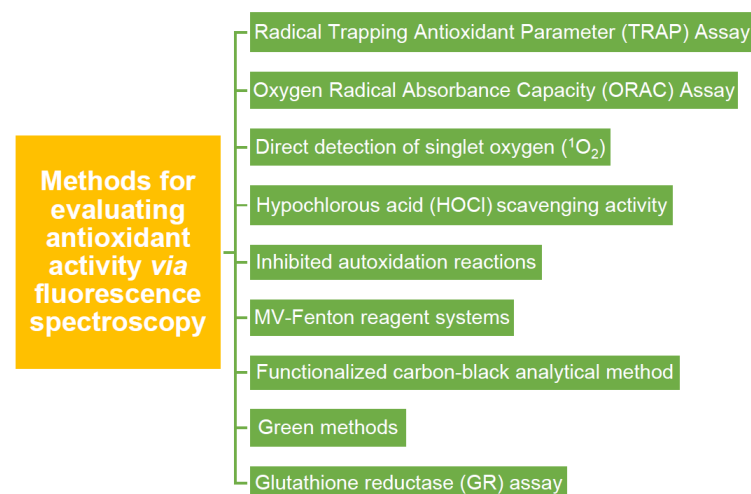 Methods for
evaluating
antioxidant
activity via
fluorescence
spectroscopy
Radical Trapping Antioxidant Parameter (TRAP) Assay
Oxygen Radical Absorbance Capacity (ORAC) Assay
Direct detection of singlet oxygen (¹O₂)
Hypochlorous acid (HOCl) scavenging activity
Inhibited autoxidation reactions
MV-Fenton reagent systems
Functionalized carbon-black analytical method
Green methods
Glutathione reductase (GR) assay